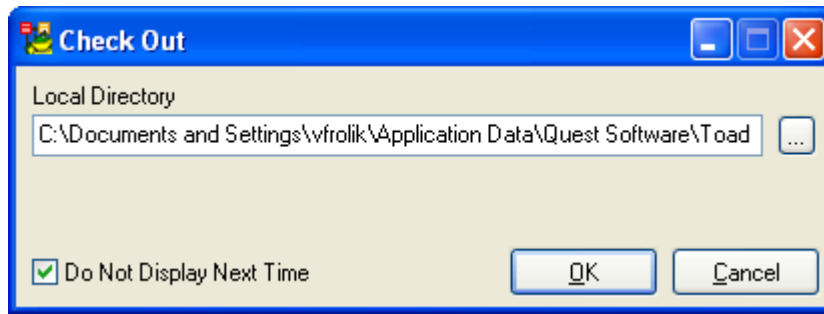 Check Out
Local Directory
C:\Documents and Settings\vfrolik\Application Data\Quest Software\Toad
...
Do Not Display Next Time
OK
Cancel